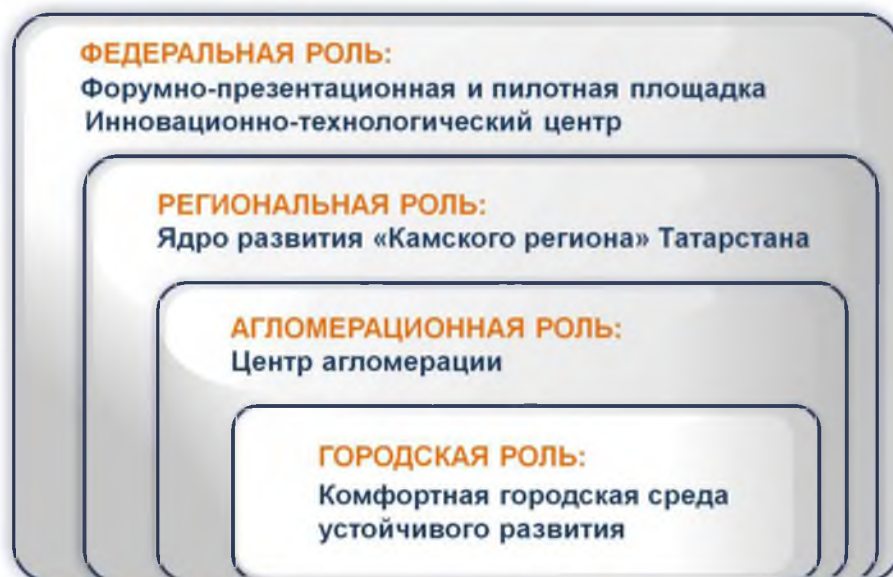 ФЕДЕРАЛЬНАЯ РОЛЬ:
Форумно-презентационная и пилотная площадка
Инновационно-технологический центр
РЕГИОНАЛЬНАЯ РОЛЬ:
Ядро развития «Камского региона» Татарстана
АГЛОМЕРАЦИОННАЯ РОЛЬ:
Центр агломерации
ГОРОДСКАЯ РОЛЬ:
Комфортная городская среда
устойчивого развития